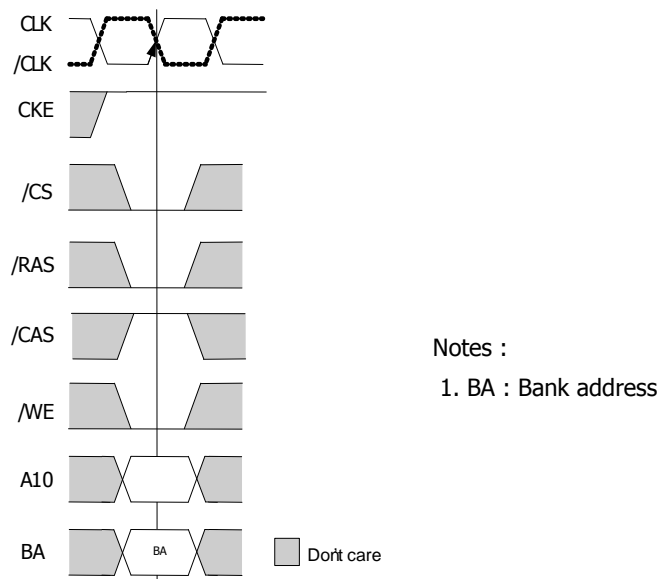 CLK
/CLK
CKE
/CS
/RAS
/CAS
/WE
A10
BA
BA
Don't care
Notes :
1. BA : Bank address